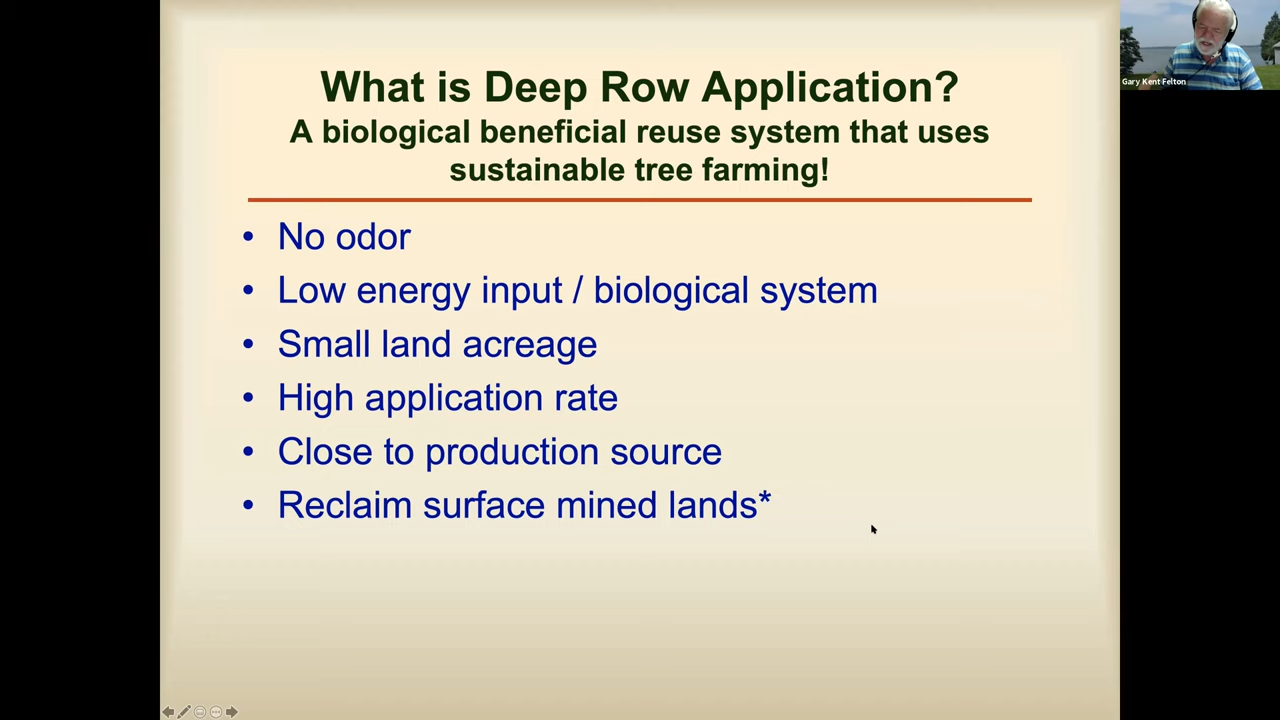 What is Deep Row Application?
A biological beneficial reuse system that uses
sustainable tree farming!
• No odor
• Low energy input / biological system
• Small land acreage
• High application rate
• Close to production source
• Reclaim surface mined lands*
Gary Kent Felton